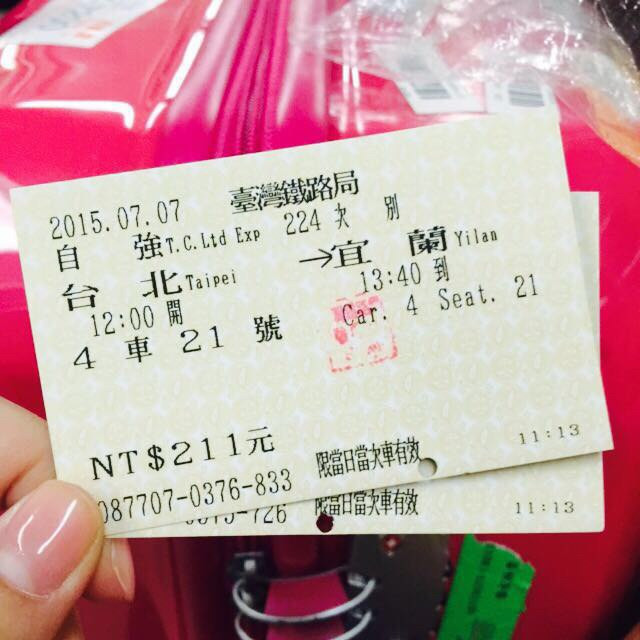 臺灣鐵路局
2015.07.07
自強 T.C.Ltd Exp 224 次 別
台北 Taipei →宜蘭 Yilan
12:00 開 13:40 到
4 車 21 號 Car. 4 Seat. 21
NT$211元
087707-0376-833 限當日當次車有效 11:13
-726 限當日當次車有效 11:13